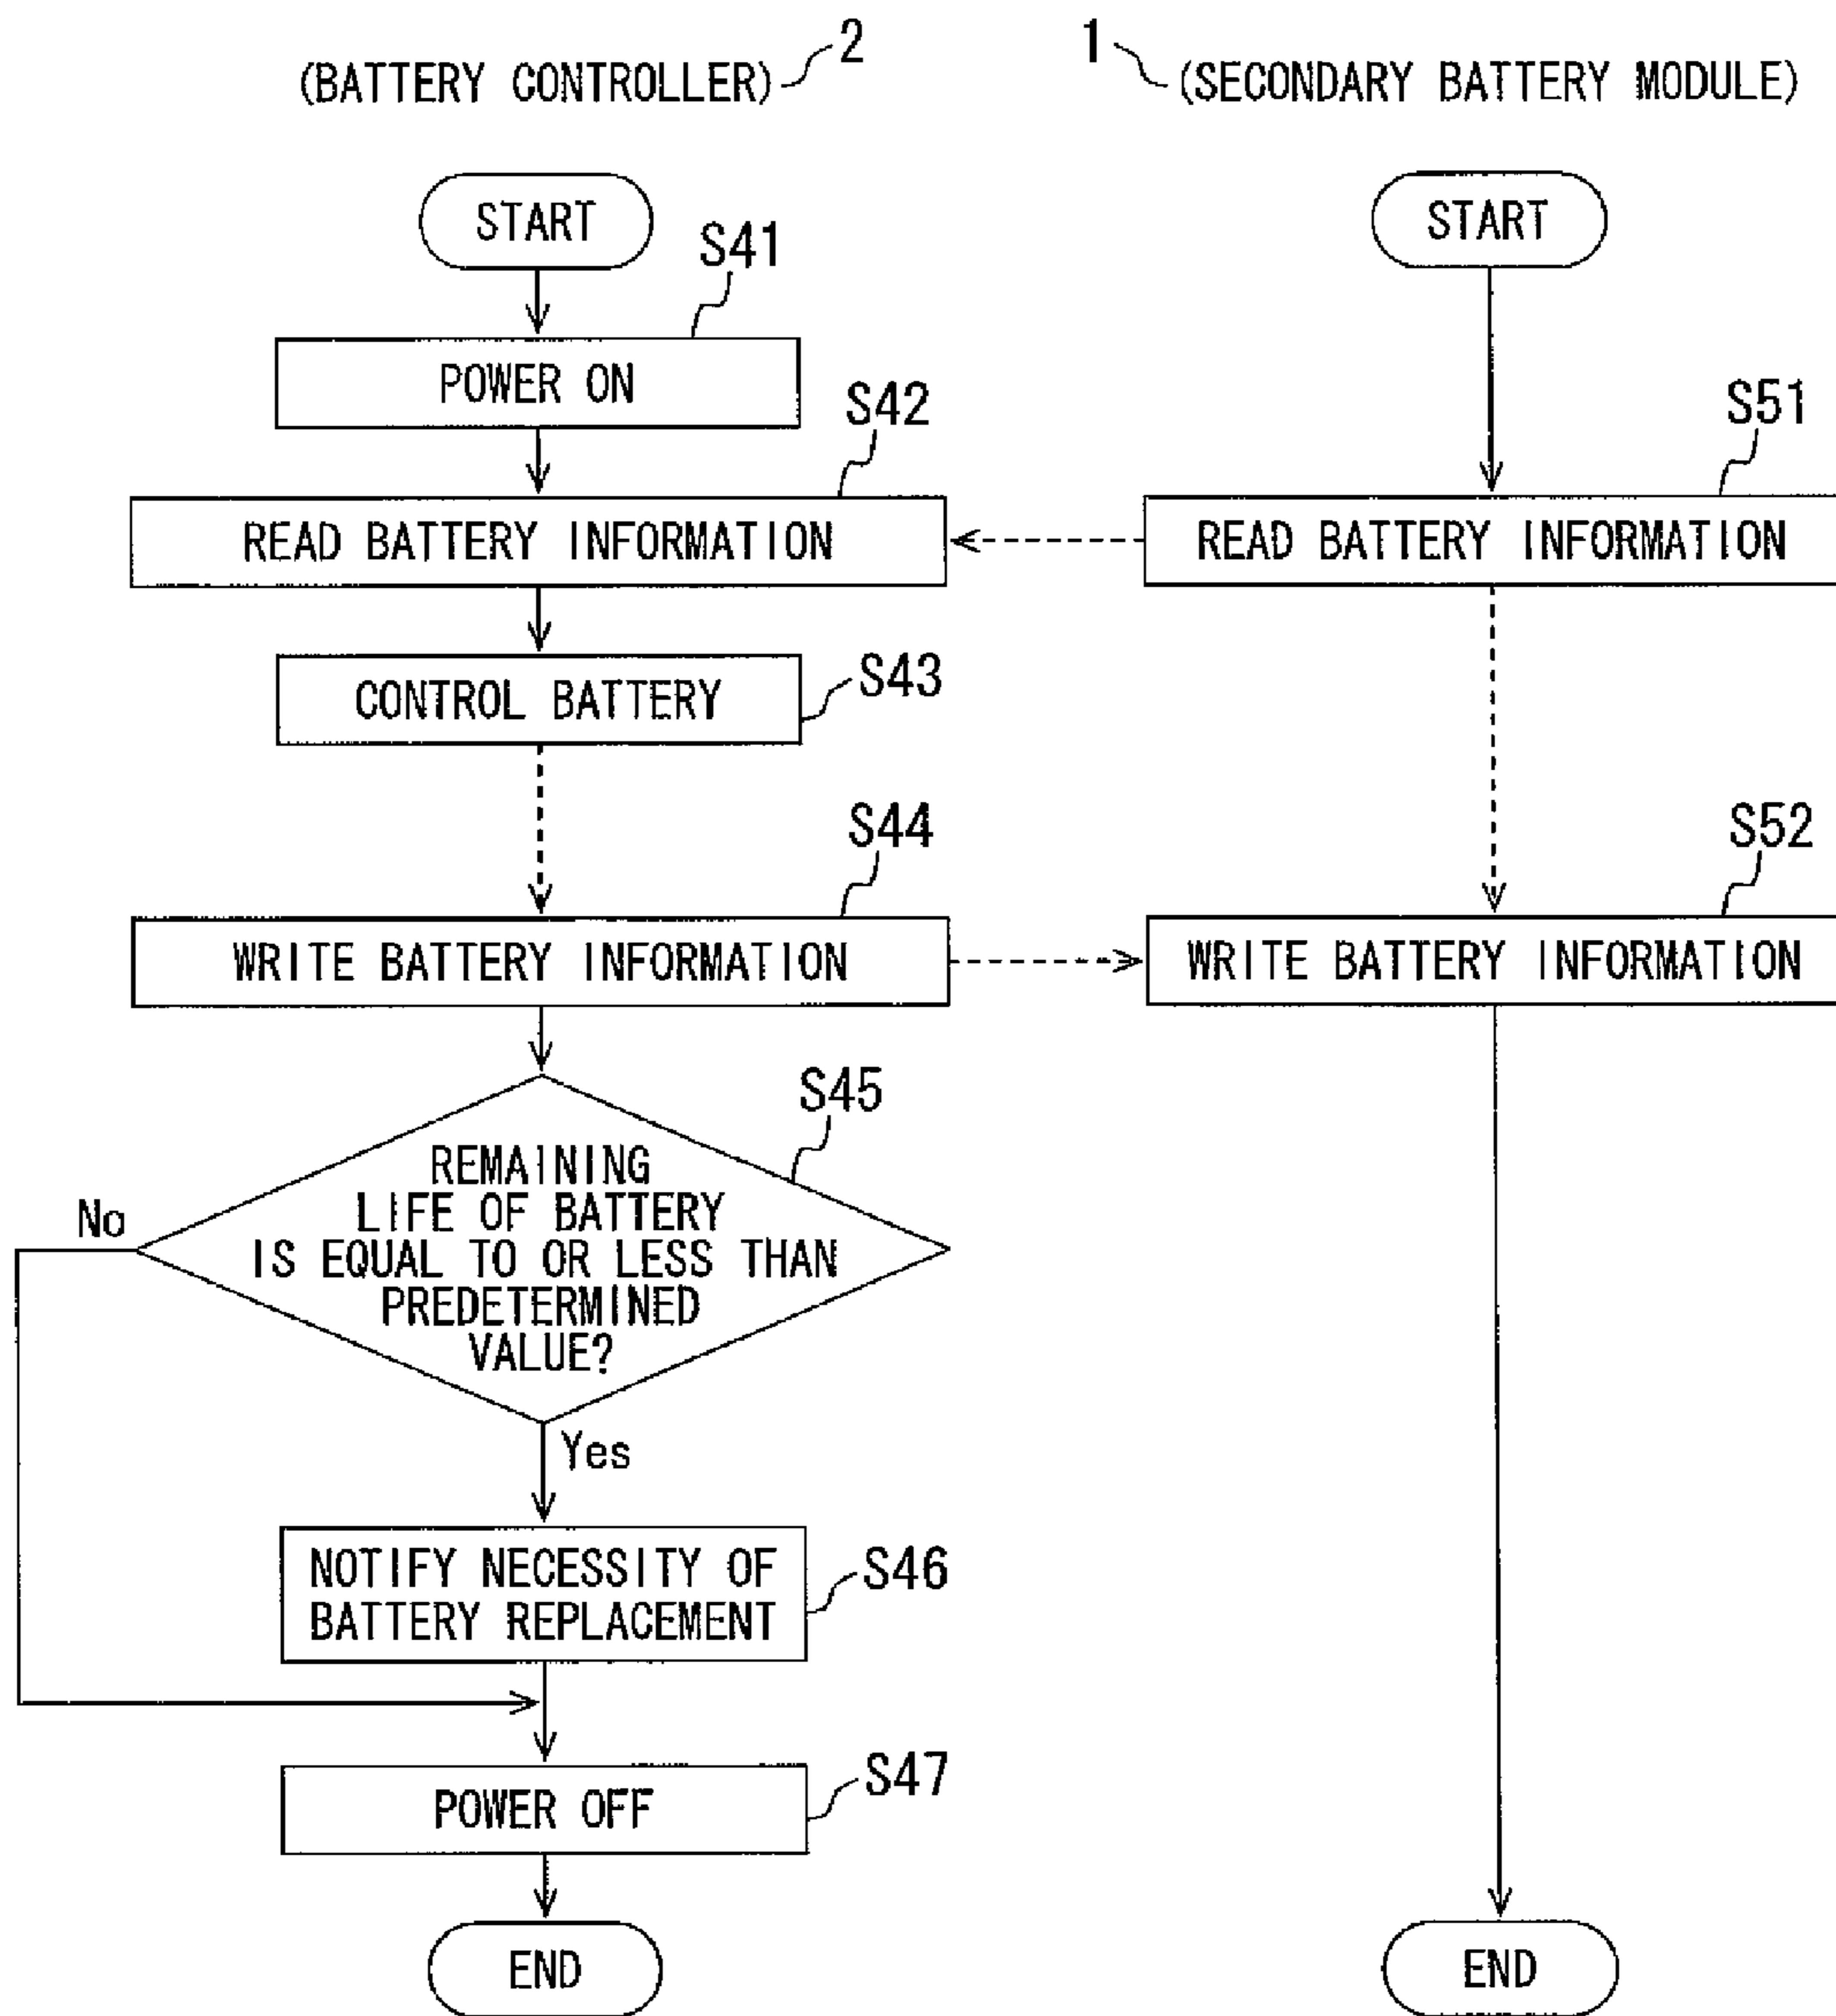 2
1
(BATTERY CONTROLLER)
(SECONDARY BATTERY MODULE)
START
START
S41
POWER ON
S42
S51
READ BATTERY INFORMATION
READ BATTERY INFORMATION
CONTROL BATTERY
S43
S44
S52
WRITE BATTERY INFORMATION
WRITE BATTERY INFORMATION
S45
REMAINING
LIFE OF BATTERY
IS EQUAL TO OR LESS THAN
PREDETERMINED
VALUE?
No
Yes
NOTIFY NECESSITY OF
BATTERY REPLACEMENT
S46
POWER OFF
S47
END
END